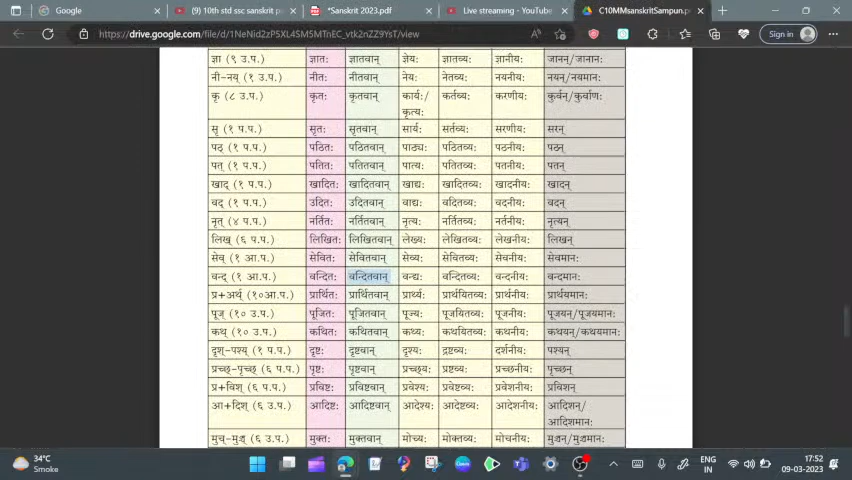 Google
(9) 10th std ssc sanskrit p
*Sanskrit 2023.pdf
Live streaming - YouTube
C10MMsanskritSampun.p
https://drive.google.com/file/d/1NeNid2zP5XL4SM5MTnEC_vtk2nZZ9YsT/view
Sign in
ज्ञा (९ उ.प.) ज्ञातः ज्ञातवान् ज्ञेयः ज्ञातव्यः ज्ञानीयः जानन्/जानानः
नी-नय् (१ उ.प.) नीतः नीतवान् नेयः नेतव्यः नयनीयः नयन्/नयमानः
कृ (८ उ.प.) कृतः कृतवान् कार्यः/ कर्तव्यः करणीयः कुर्वन्/कुर्वाणः
कृत्यः
सृ (१ प.प.) सृतः सृतवान् सार्यः सर्तव्यः सरणीयः सरन्
पठ् (१ प.प.) पठितः पठितवान् पाठ्यः पठितव्यः पठनीयः पठन्
पत् (१ प.प.) पतितः पतितवान् पात्यः पतितव्यः पतनीयः पतन्
खाद् (१ प.प.) खादितः खादितवान् खाद्यः खादितव्यः खादनीयः खादन्
वद् (१ प.प.) उदितः उदितवान् वाद्यः वदितव्यः वदनीयः वदन्
नृत् (४ प.प.) नर्तितः नर्तितवान् नृत्यः नर्तितव्यः नर्तनीयः नृत्यन्
लिख् (६ प.प.) लिखितः लिखितवान् लेख्यः लेखितव्यः लेखनीयः लिखन्
सेव् (१ आ.प.) सेवितः सेवितवान् सेव्यः सेवितव्यः सेवनीयः सेवमानः
वन्द् (१ आ.प.) वन्दितः वन्दितवान् वन्द्यः वन्दितव्यः वन्दनीयः वन्दमानः
प्र+अर्थ् (१०आ.प.) प्रार्थितः प्रार्थितवान् प्रार्थ्यः प्रार्थयितव्यः प्रार्थनीयः प्रार्थयमानः
पूज् (१० उ.प.) पूजितः पूजितवान् पूज्यः पूजयितव्यः पूजनीयः पूजयन्/पूजयमानः
कथ् (१० उ.प.) कथितः कथितवान् कथ्यः कथयितव्यः कथनीयः कथयन्/कथयमानः
दृश्-पश्य् (१ प.प.) दृष्टः दृष्टवान् दृश्यः द्रष्टव्यः दर्शनीयः पश्यन्
प्रच्छ्-पृच्छ् (६ प.प.) पृष्टः पृष्टवान् प्रच्छ्यः प्रष्टव्यः प्रच्छनीयः पृच्छन्
प्र+विश् (६ प.प.) प्रविष्टः प्रविष्टवान् प्रवेश्यः प्रवेष्टव्यः प्रवेशनीयः प्रविशन्
आ+दिश् (६ उ.प.) आदिष्टः आदिष्टवान् आदेश्यः आदेष्टव्यः आदेशनीयः आदिशन्/
आदिशमानः
मुच्-मुञ्च् (६ उ.प.) मुक्तः मुक्तवान् मोच्यः मोक्तव्यः मोचनीयः मुञ्चन्/मुञ्चमानः
34°C
Smoke
ENG
IN
17:52
09-03-2023